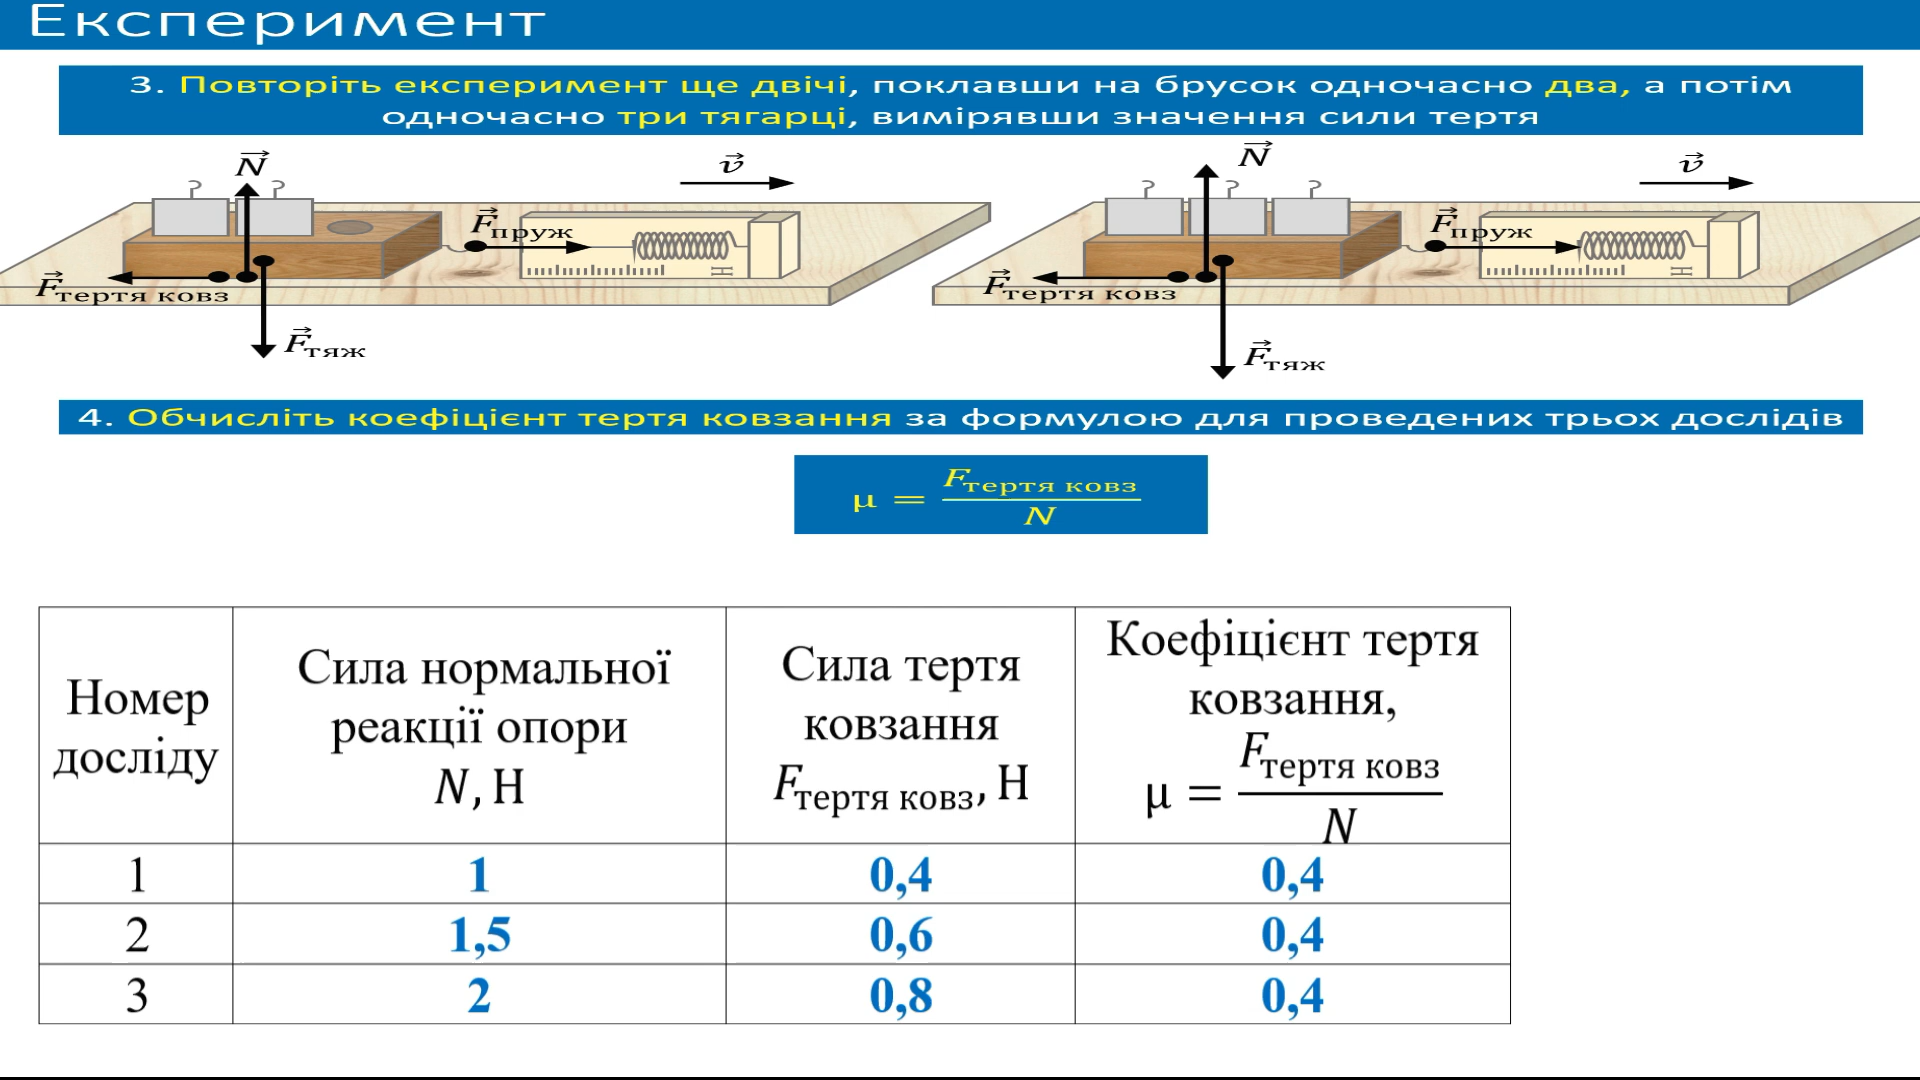 Експеримент
3. Повторіть експеримент ще двічі, поклавши на брусок одночасно два, а потім
одночасно три тягарці, вимірявши значення сили тертя
N
v
Fпруж
Fтертя ковз
Fтяж
Н
N
v
Fпруж
Fтертя ковз
Fтяж
Н
4. Обчисліть коефіцієнт тертя ковзання за формулою для проведених трьох дослідів
μ = Fтертя ковз / N
Номер
досліду
Сила нормальної
реакції опори
N, Н
Сила тертя
ковзання
Fтертя ковз, Н
Коефіцієнт тертя
ковзання,
μ = Fтертя ковз / N
1 1 0,4 0,4
2 1,5 0,6 0,4
3 2 0,8 0,4